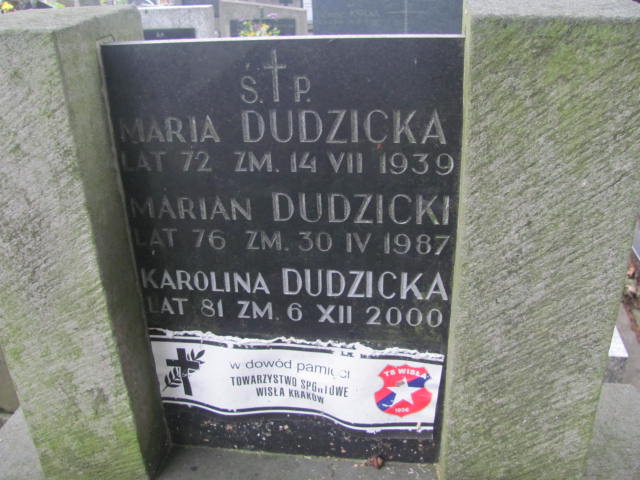 Ś. P.
MARIA DUDZICKA
LAT 72 ZM. 14 VII 1939
MARIAN DUDZICKI
LAT 76 ZM. 30 IV 1987
KAROLINA DUDZICKA
LAT 81 ZM. 6 XII 2000
w dowód pamięci
TOWARZYSTWO SPORTOWE
WISŁA KRAKÓW
TS WISŁA
1906